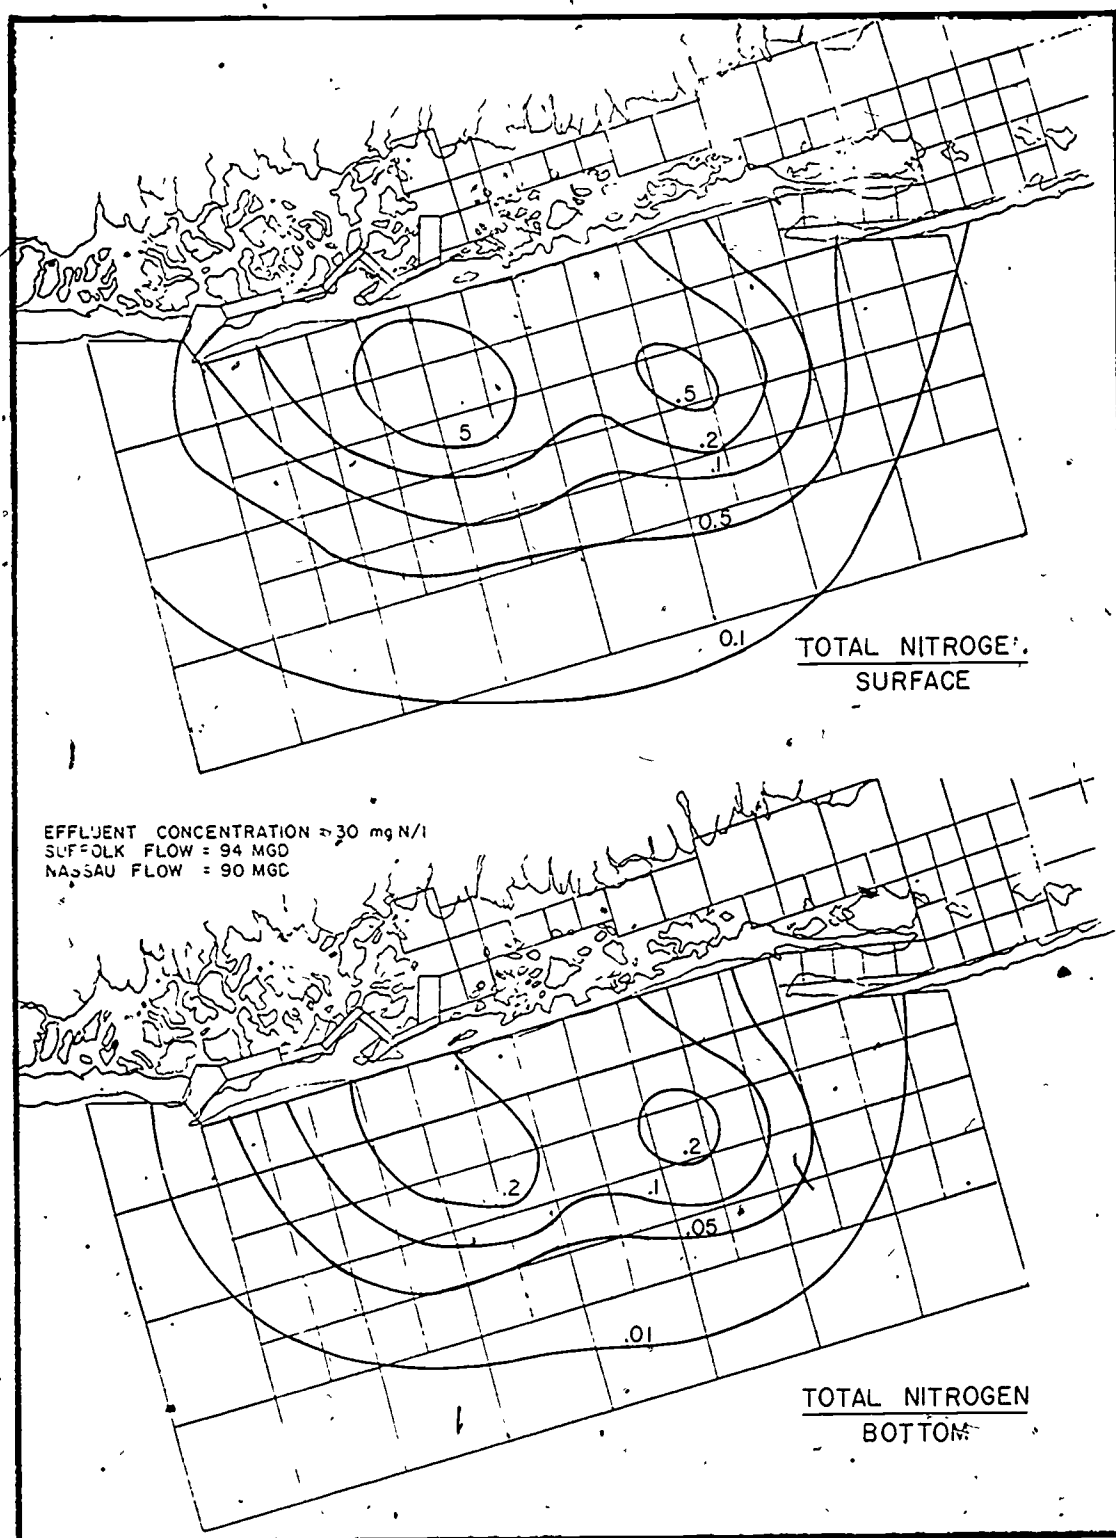 .5
5
.2
.1
0.5
0.1
TOTAL NITROGE
SURFACE
EFFLUENT CONCENTRATION = 30 mg N/l
SUFFOLK FLOW = 94 MGD
NASSAU FLOW = 90 MGD
.2
.2
.1
.05
.01
TOTAL NITROGEN
BOTTOM